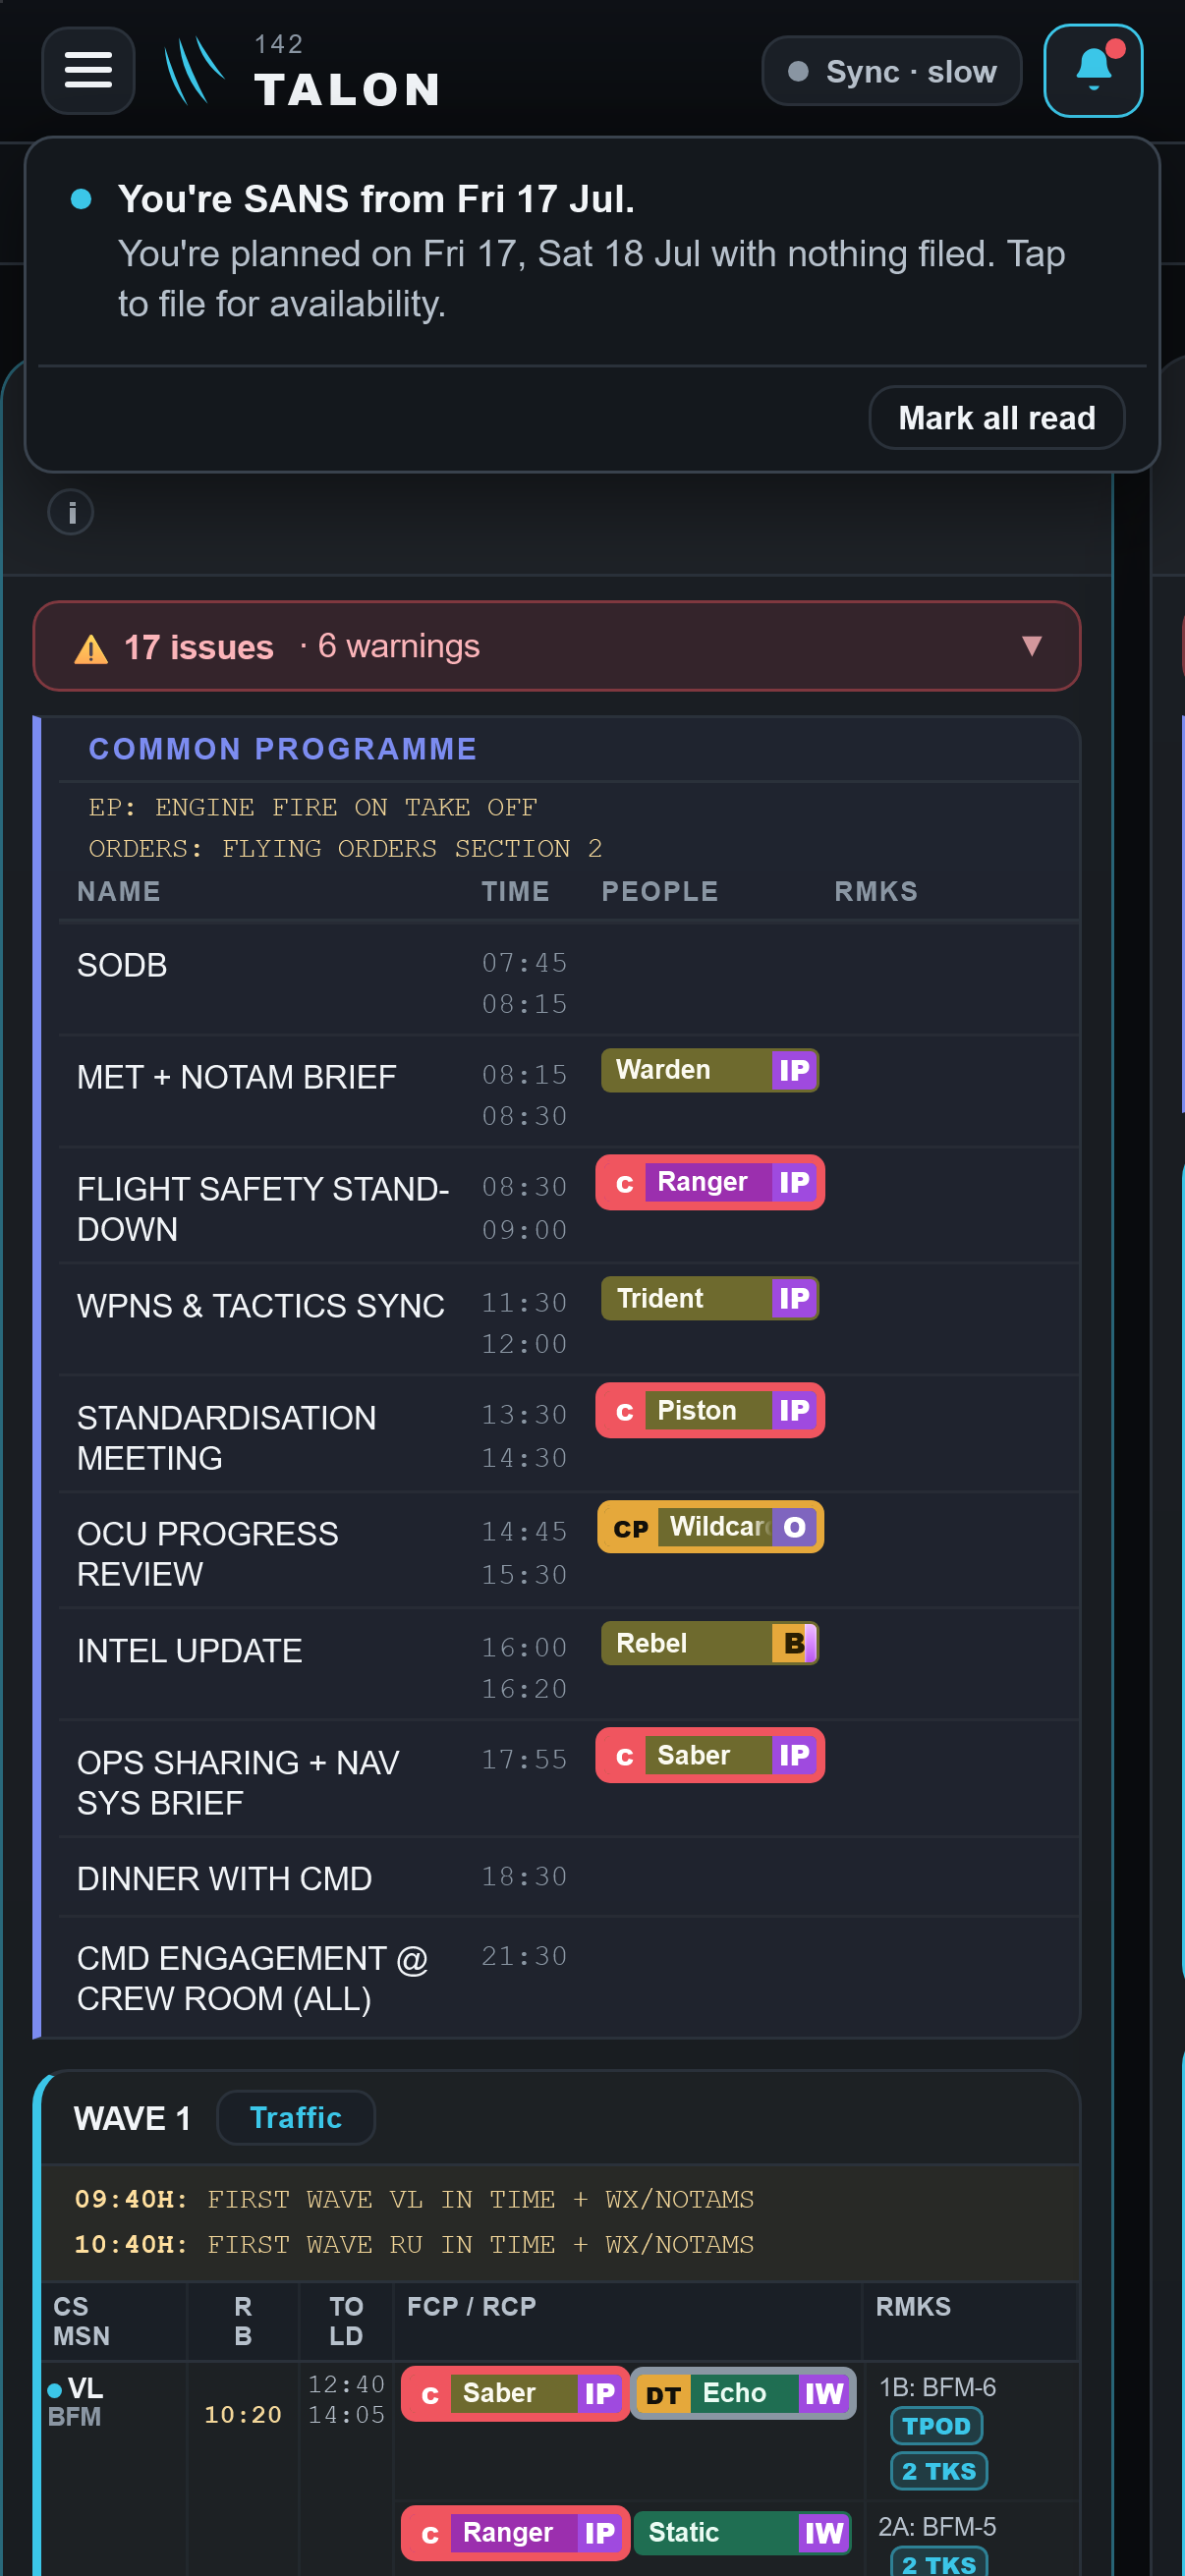 142
TALON
Sync · slow
You're SANS from Fri 17 Jul.
You're planned on Fri 17, Sat 18 Jul with nothing filed. Tap
to file for availability.
Mark all read
i
17 issues · 6 warnings
COMMON PROGRAMME
EP: ENGINE FIRE ON TAKE OFF
ORDERS: FLYING ORDERS SECTION 2
NAME TIME PEOPLE RMKS
SODB 07:45
08:15
MET + NOTAM BRIEF 08:15 Warden IP
08:30
FLIGHT SAFETY STAND- 08:30 C Ranger IP
DOWN 09:00
WPNS & TACTICS SYNC 11:30 Trident IP
12:00
STANDARDISATION 13:30 C Piston IP
MEETING 14:30
OCU PROGRESS 14:45 CP Wildcard O
REVIEW 15:30
INTEL UPDATE 16:00 Rebel B
16:20
OPS SHARING + NAV 17:55 C Saber IP
SYS BRIEF
DINNER WITH CMD 18:30
CMD ENGAGEMENT @ 21:30
CREW ROOM (ALL)
WAVE 1 Traffic
09:40H: FIRST WAVE VL IN TIME + WX/NOTAMS
10:40H: FIRST WAVE RU IN TIME + WX/NOTAMS
CS R TO FCP / RCP RMKS
MSN B LD
VL 12:40 C Saber IP DT Echo IW 1B: BFM-6
BFM 10:20 14:05 TPOD
2 TKS
C Ranger IP Static IW 2A: BFM-5
2 TKS